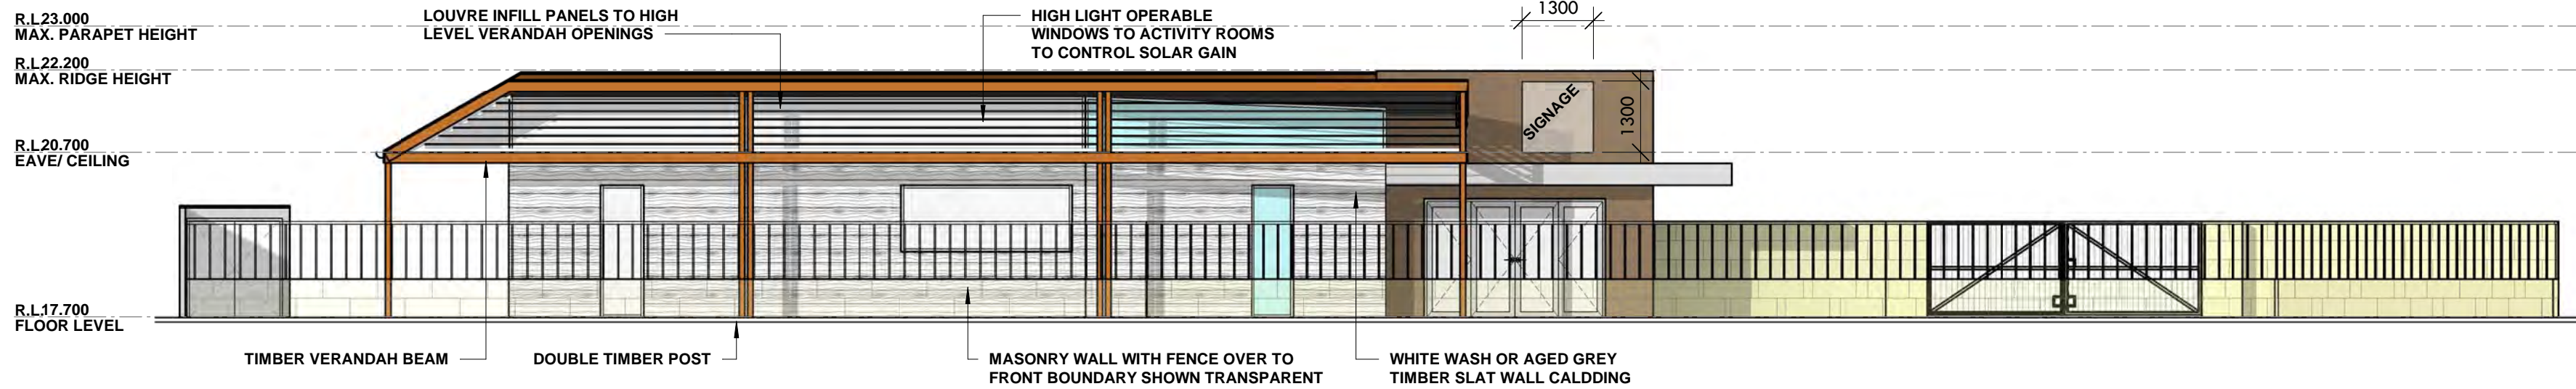 R.L23.000
MAX. PARAPET HEIGHT
R.L22.200
MAX. RIDGE HEIGHT
R.L20.700
EAVE/ CEILING
R.L17.700
FLOOR LEVEL
LOUVRE INFILL PANELS TO HIGH
LEVEL VERANDAH OPENINGS
HIGH LIGHT OPERABLE
WINDOWS TO ACTIVITY ROOMS
TO CONTROL SOLAR GAIN
1300
SIGNAGE
1300
TIMBER VERANDAH BEAM
DOUBLE TIMBER POST
MASONRY WALL WITH FENCE OVER TO
FRONT BOUNDARY SHOWN TRANSPARENT
WHITE WASH OR AGED GREY
TIMBER SLAT WALL CALDDING